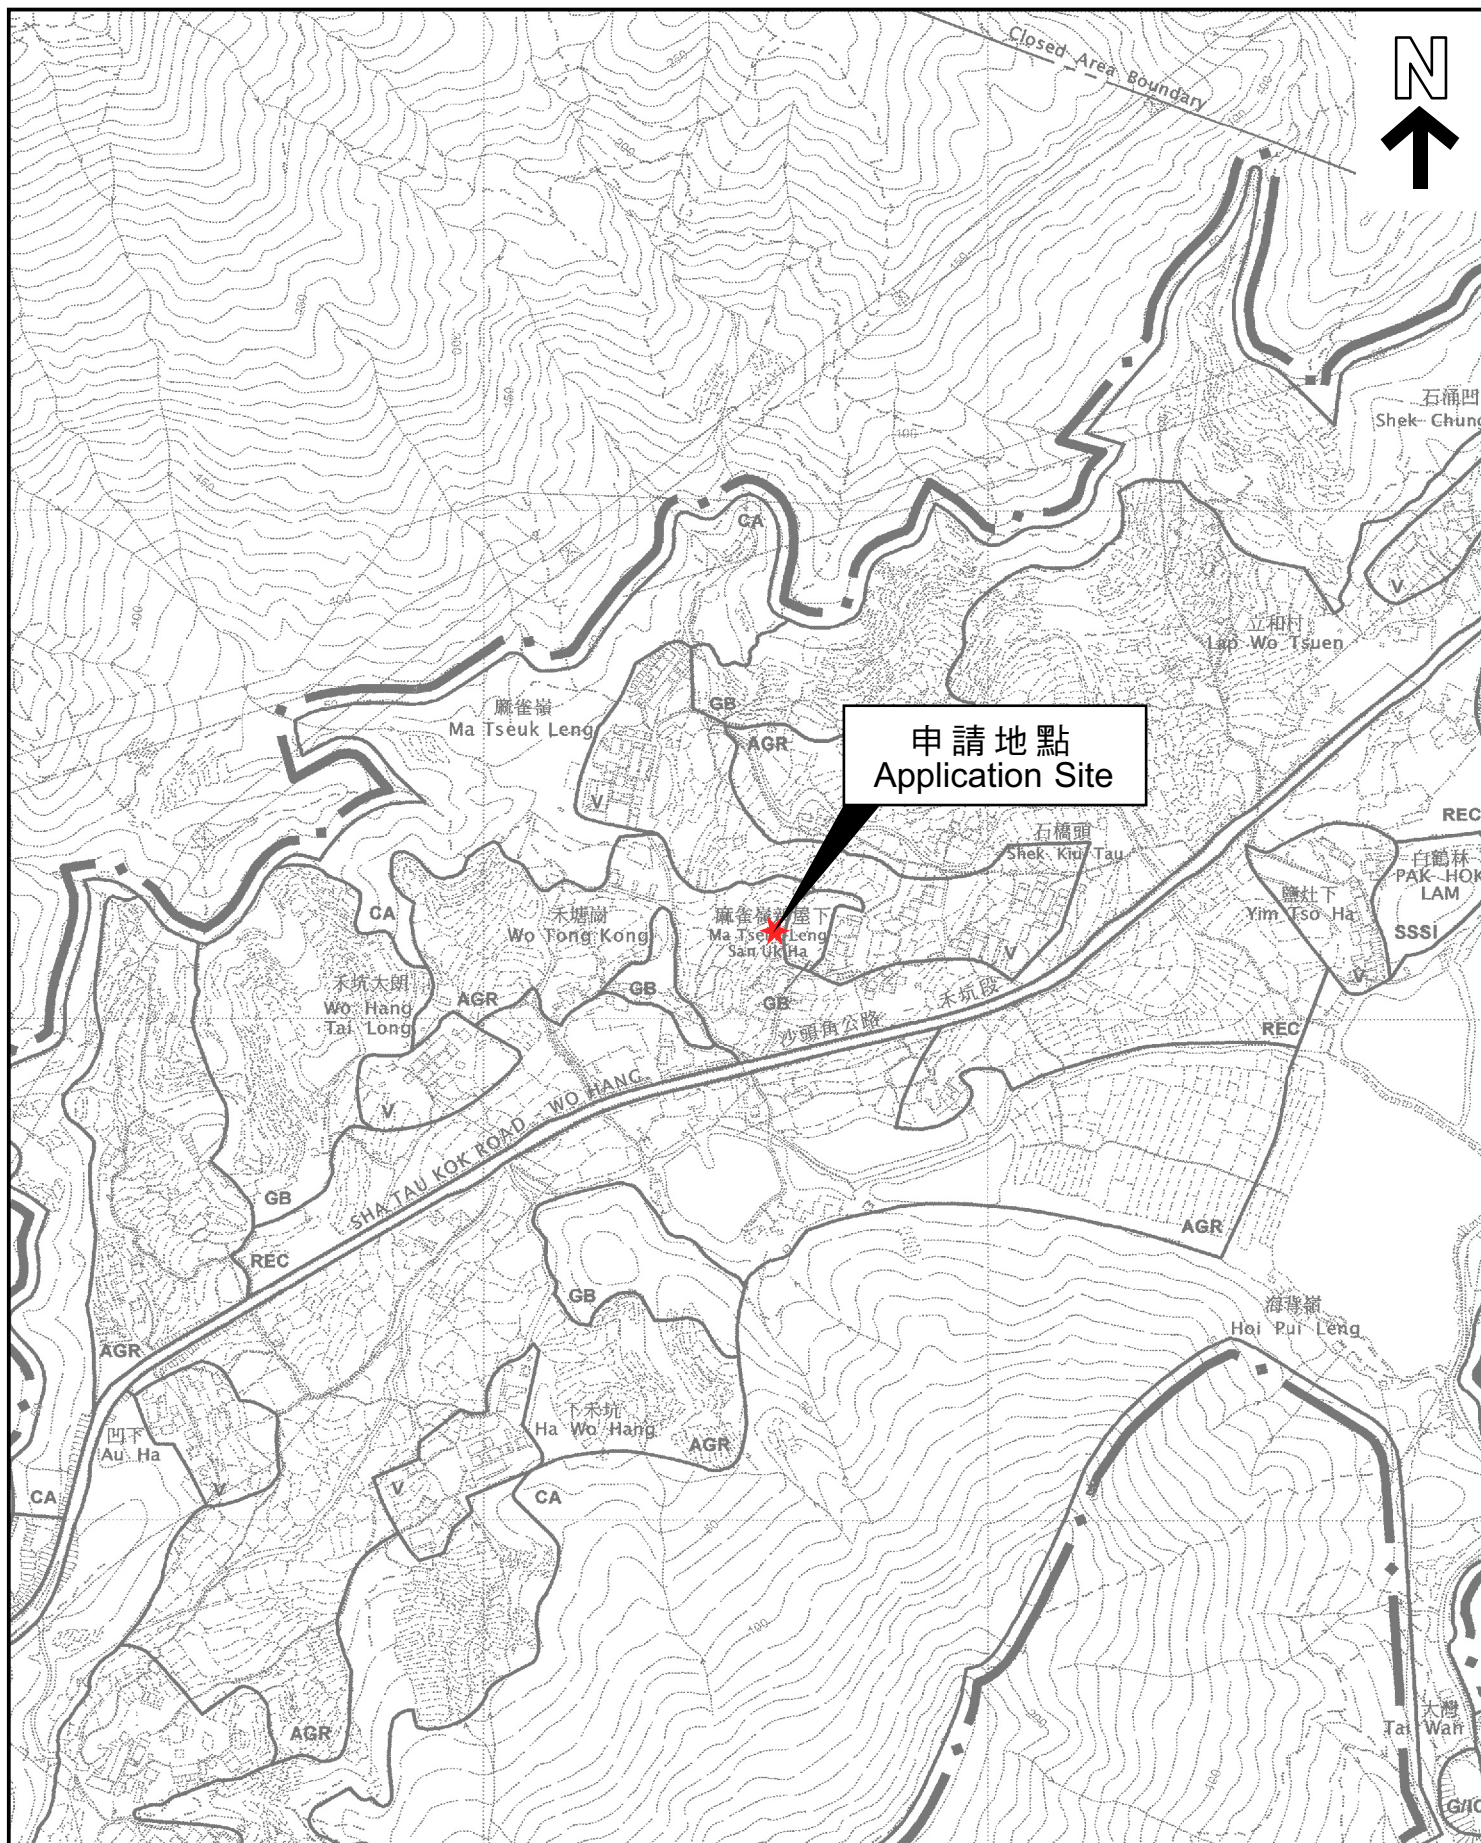 Closed Area Boundary
N
石涌凹
Shek Chung
CA
V
立和村
Lap Wo Tsuen
麻雀嶺
Ma Tseuk Leng
GB
AGR
V
申請地點
Application Site
REC
石橋頭
Shek Kiu Tau
白鶴林
PAK HOK
LAM
鹽灶下
Yim Tso Ha
SSSI
V
CA
禾塘崗
Wo Tong Kong
麻雀嶺新屋下
Ma Tseuk Leng
San Uk Ha
V
GB
GB
禾坑大朗
Wo Hang
Tai Long
AGR
沙頭角公路
禾坑段
REC
V
SHA TAU KOK ROAD - WO HANG
GB
AGR
REC
GB
海背嶺
Hoi Pui Leng
AGR
下禾坑
Ha Wo Hang
AGR
凹下
Au Ha
V
V
CA
CA
AGR
大灣
Tai Wan
G/IC